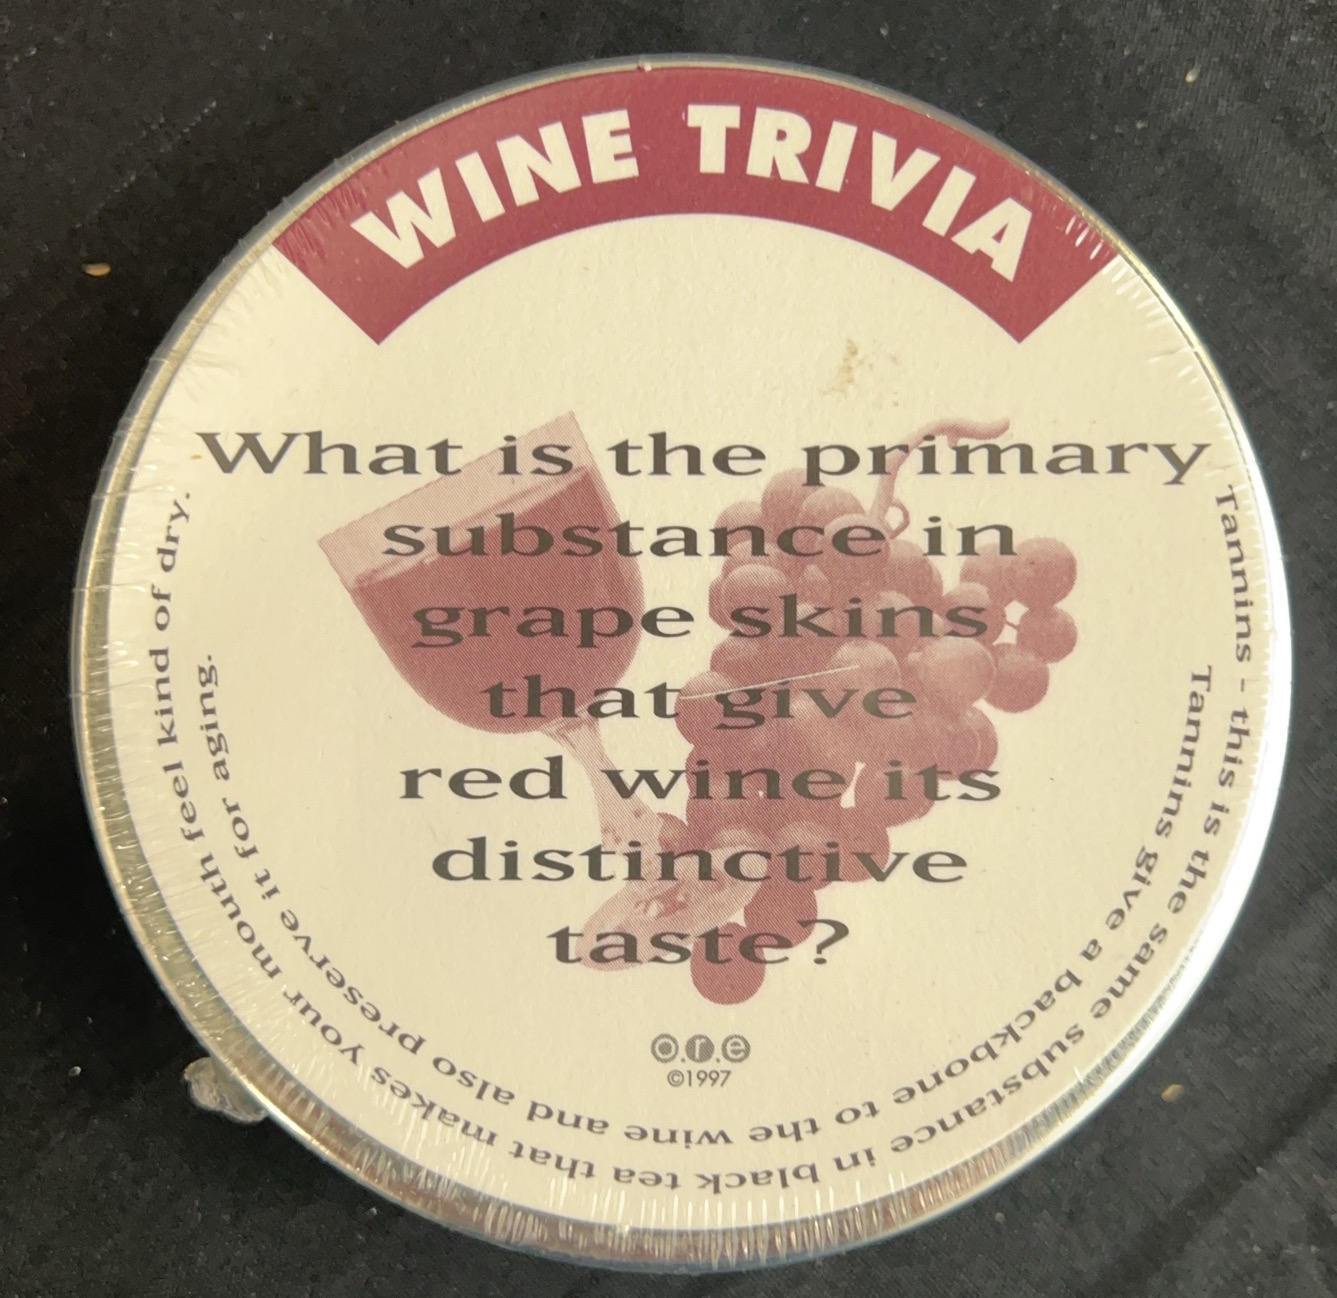 WINE TRIVIA
What is the primary
substance in
grape skins
that give
red wine its
distinctive
taste?
o.r.e
©1997
Tannins - this is the same substance in black tea that makes your mouth feel kind of dry.
Tannins give a backbone to the wine and also preserve it for aging.